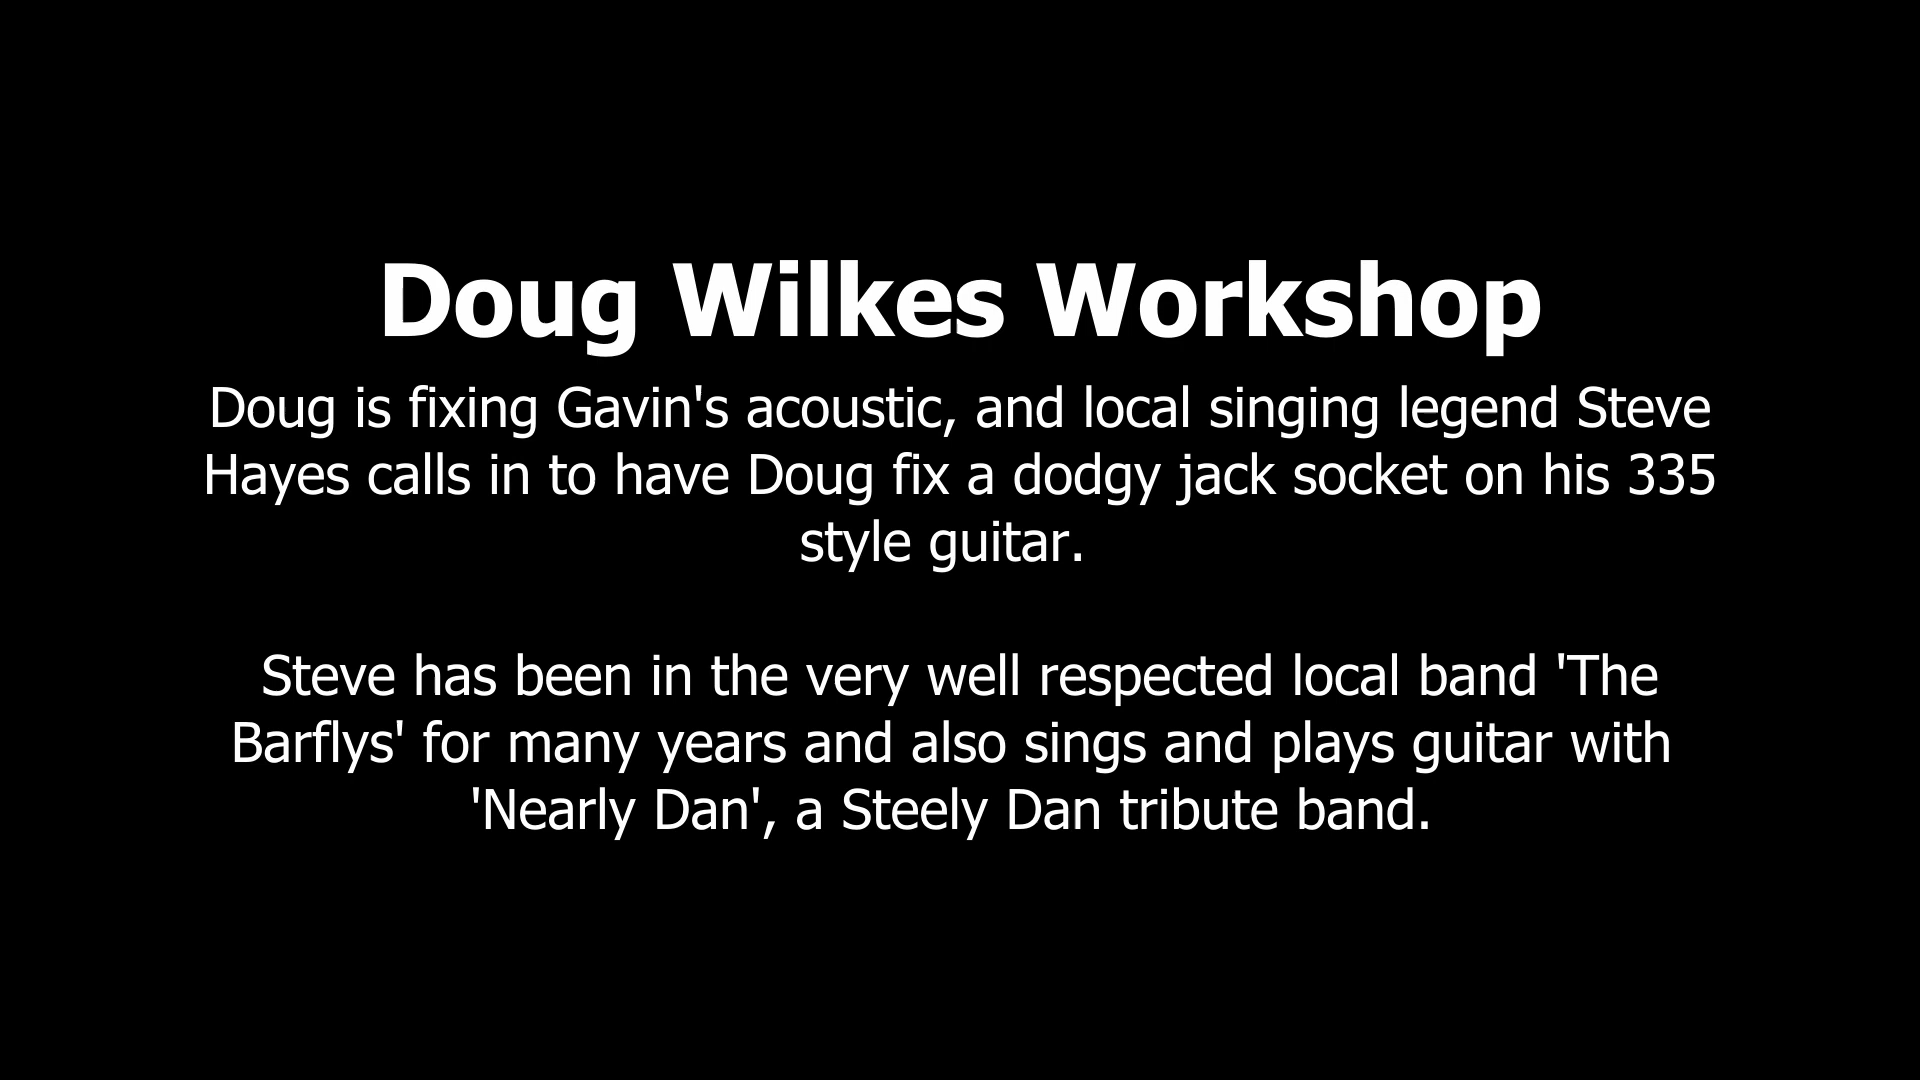 Doug Wilkes Workshop
Doug is fixing Gavin's acoustic, and local singing legend Steve
Hayes calls in to have Doug fix a dodgy jack socket on his 335
style guitar.
Steve has been in the very well respected local band 'The
Barflys' for many years and also sings and plays guitar with
'Nearly Dan', a Steely Dan tribute band.